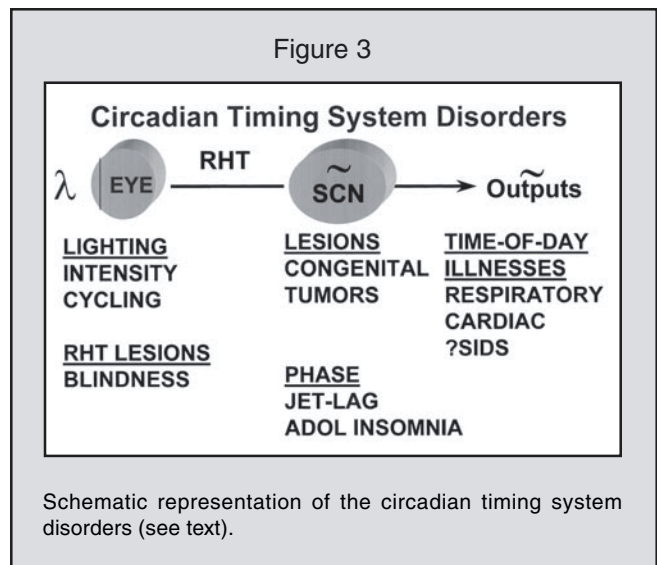 Figure 3
Circadian Timing System Disorders
λ EYE RHT ~ SCN Out~puts
LIGHTING
INTENSITY
CYCLING
RHT LESIONS
BLINDNESS
LESIONS
CONGENITAL
TUMORS
PHASE
JET-LAG
ADOL INSOMNIA
TIME-OF-DAY
ILLNESSES
RESPIRATORY
CARDIAC
?SIDS
Schematic representation of the circadian timing system
disorders (see text).